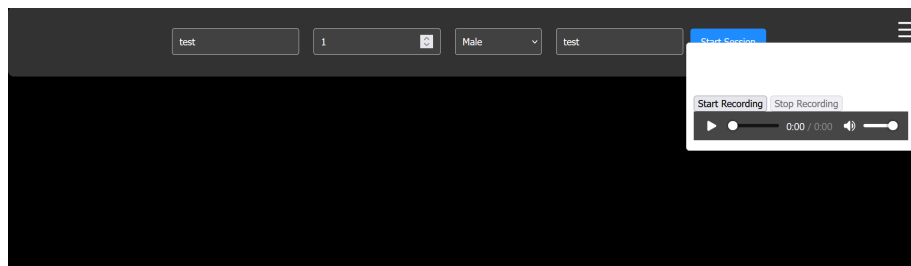 test 1 Male test Start Session
Start Recording Stop Recording
0:00 / 0:00